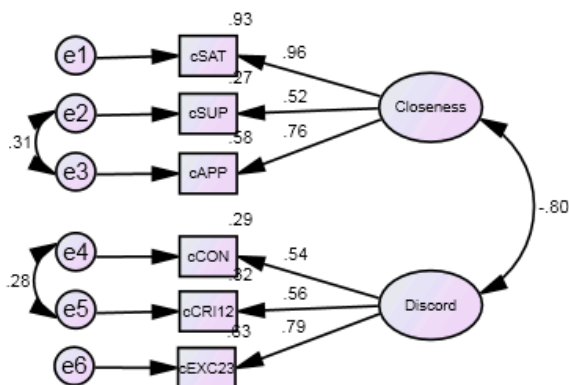 .93
e1 cSAT .96
.27
e2 cSUP .52 Closeness
.31 .58 .76
e3 cAPP
-.80
.29
e4 cCON .54
.28 .32 .56 Discord
e5 cCRI12
.63 .79
e6 cEXC23